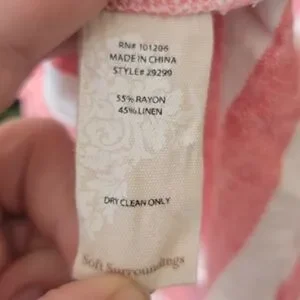 RN# 101206
MADE IN CHINA
STYLE# 29299
55% RAYON
45% LINEN
DRY CLEAN ONLY
Soft Surroundings